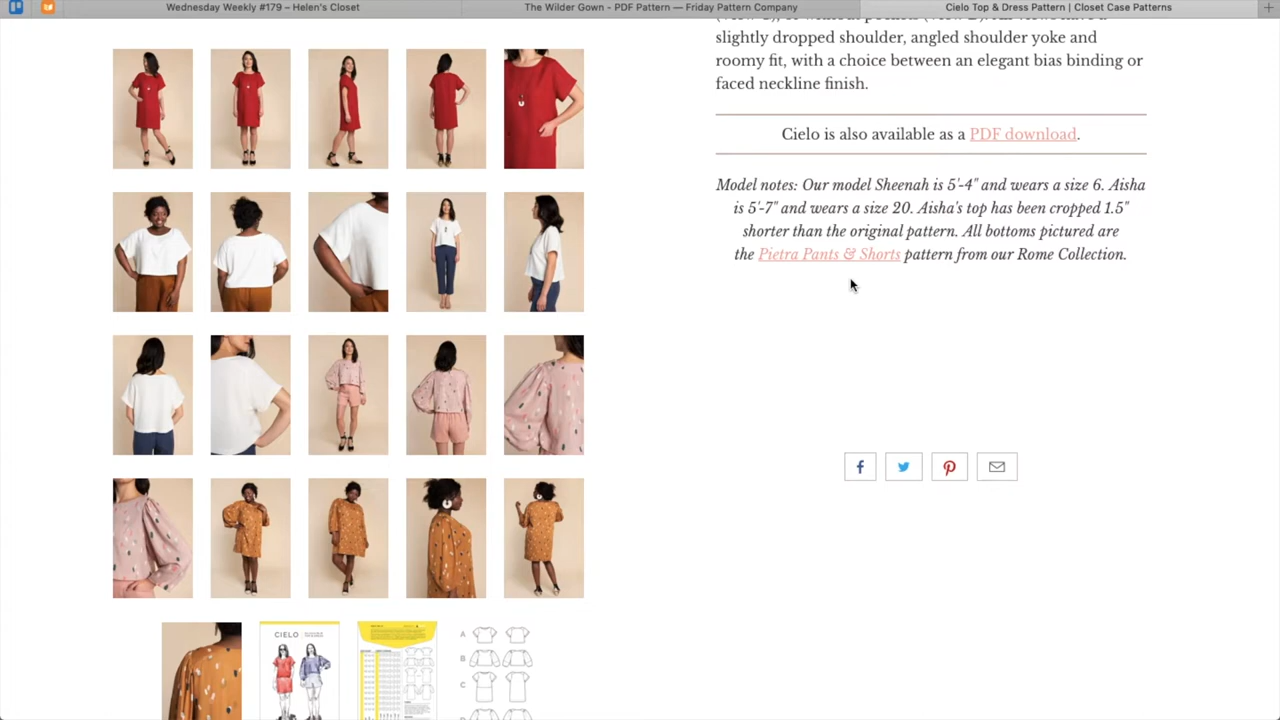 Wednesday Weekly #179 – Helen's Closet
The Wilder Gown - PDF Pattern — Friday Pattern Company
Cielo Top & Dress Pattern | Closet Case Patterns
slightly dropped shoulder, angled shoulder yoke and
roomy fit, with a choice between an elegant bias binding or
faced neckline finish.
Cielo is also available as a PDF download.
Model notes: Our model Sheenah is 5'-4" and wears a size 6. Aisha
is 5'-7" and wears a size 20. Aisha's top has been cropped 1.5"
shorter than the original pattern. All bottoms pictured are
the Pietra Pants & Shorts pattern from our Rome Collection.
CIELO
A
B
C